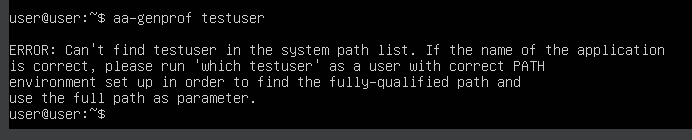 user@user:~$ aa-genprof testuser
ERROR: Can't find testuser in the system path list. If the name of the application
is correct, please run 'which testuser' as a user with correct PATH
environment set up in order to find the fully-qualified path and
use the full path as parameter.
user@user:~$